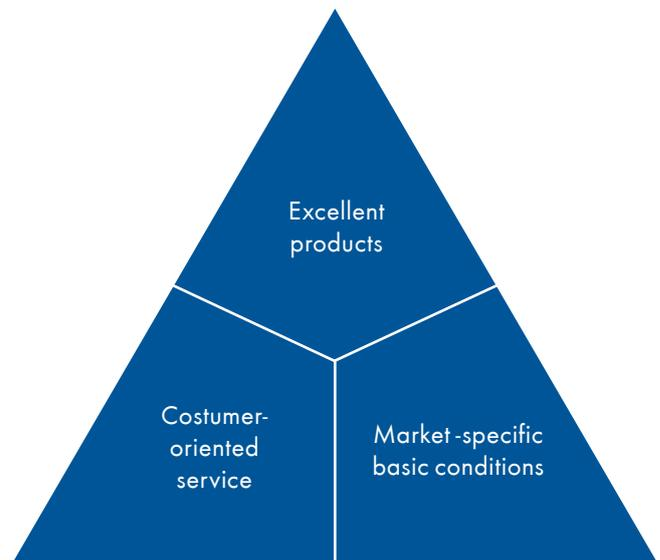 Excellent
products
Costumer-
oriented
service
Market-specific
basic conditions